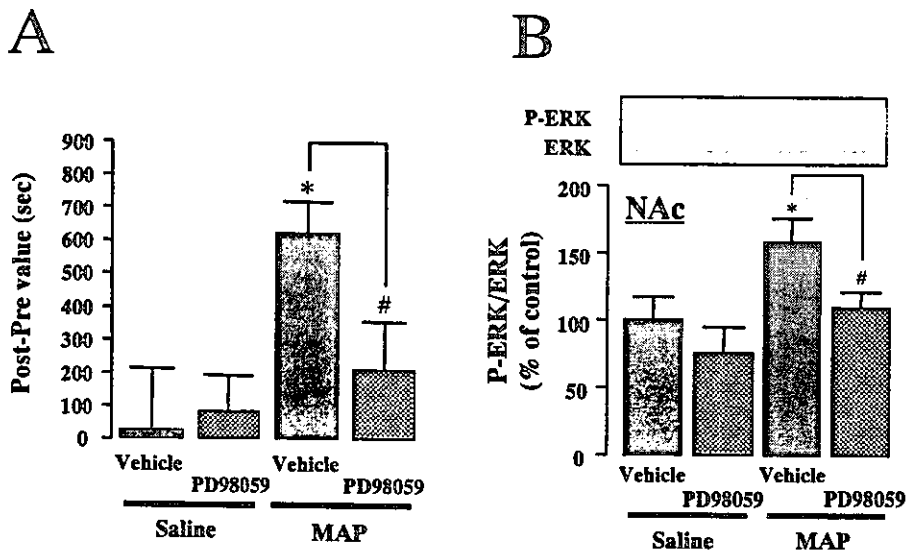 A
Post-Pre value (sec)
900
800
700
600
500
400
300
200
100
0
*
#
Vehicle
PD98059
Vehicle
PD98059
Saline
MAP
B
P-ERK
ERK
P-ERK/ERK
(% of control)
200
150
100
50
0
NAc
*
#
Vehicle
PD98059
Vehicle
PD98059
Saline
MAP